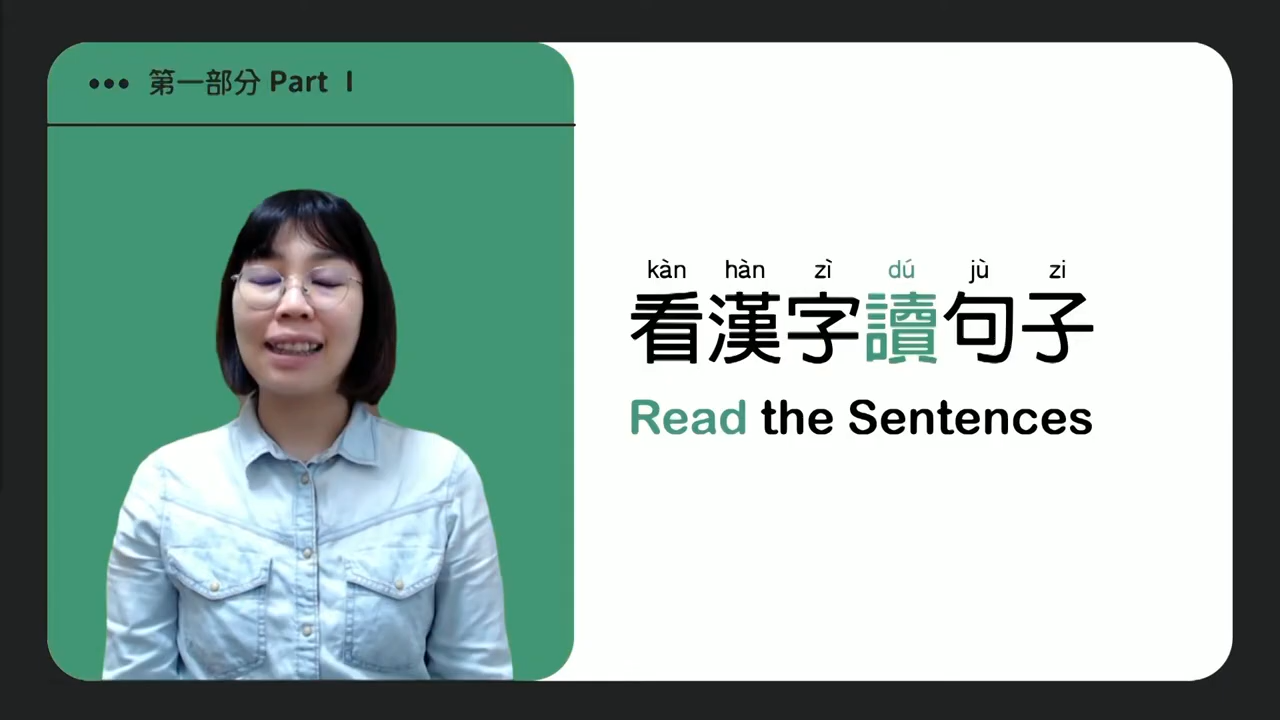 第一部分 Part I
kàn hàn zì dú jù zi
看漢字讀句子
Read the Sentences